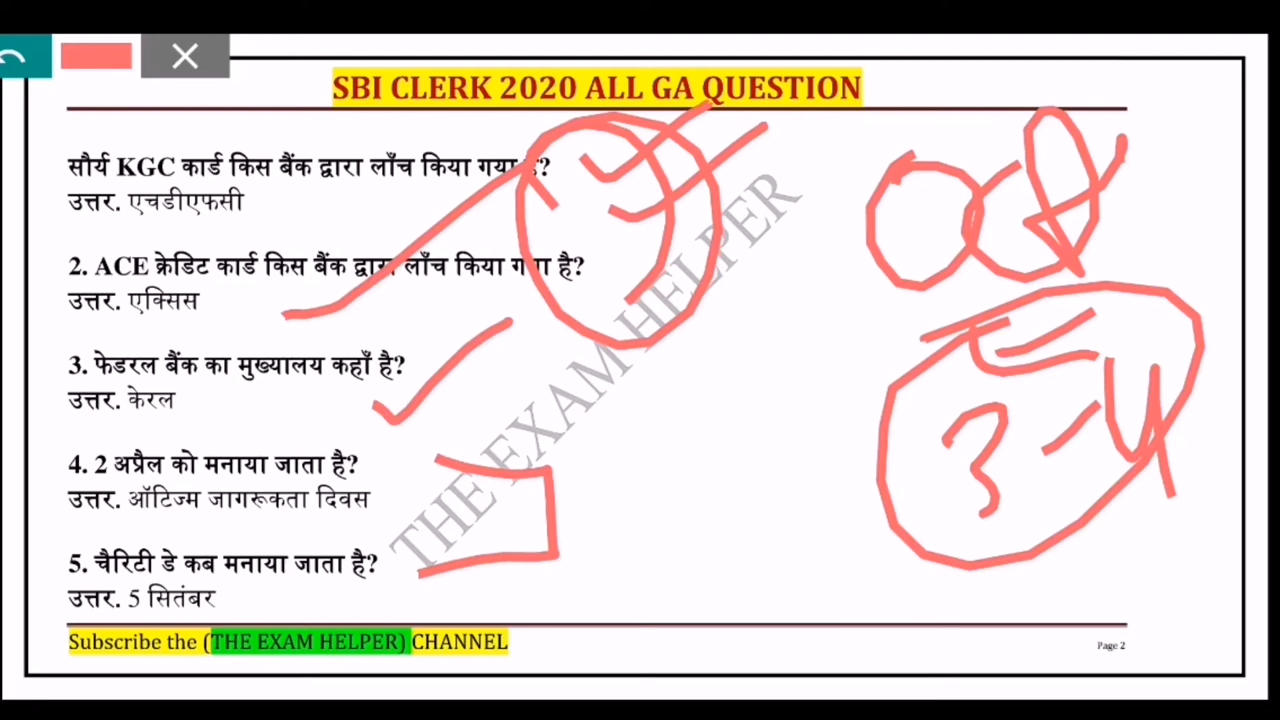 SBI CLERK 2020 ALL GA QUESTION
सौर्य KGC कार्ड किस बैंक द्वारा लाँच किया गया है?
उत्तर. एचडीएफसी
2. ACE क्रेडिट कार्ड किस बैंक द्वारा लाँच किया गया है?
उत्तर. एक्सिस
3. फेडरल बैंक का मुख्यालय कहाँ है?
उत्तर. केरल
4. 2 अप्रैल को मनाया जाता है?
उत्तर. ऑटिज्म जागरूकता दिवस
5. चैरिटी डे कब मनाया जाता है?
उत्तर. 5 सितंबर
THE EXAM HELPER
3-4
Subscribe the (THE EXAM HELPER) CHANNEL
Page 2